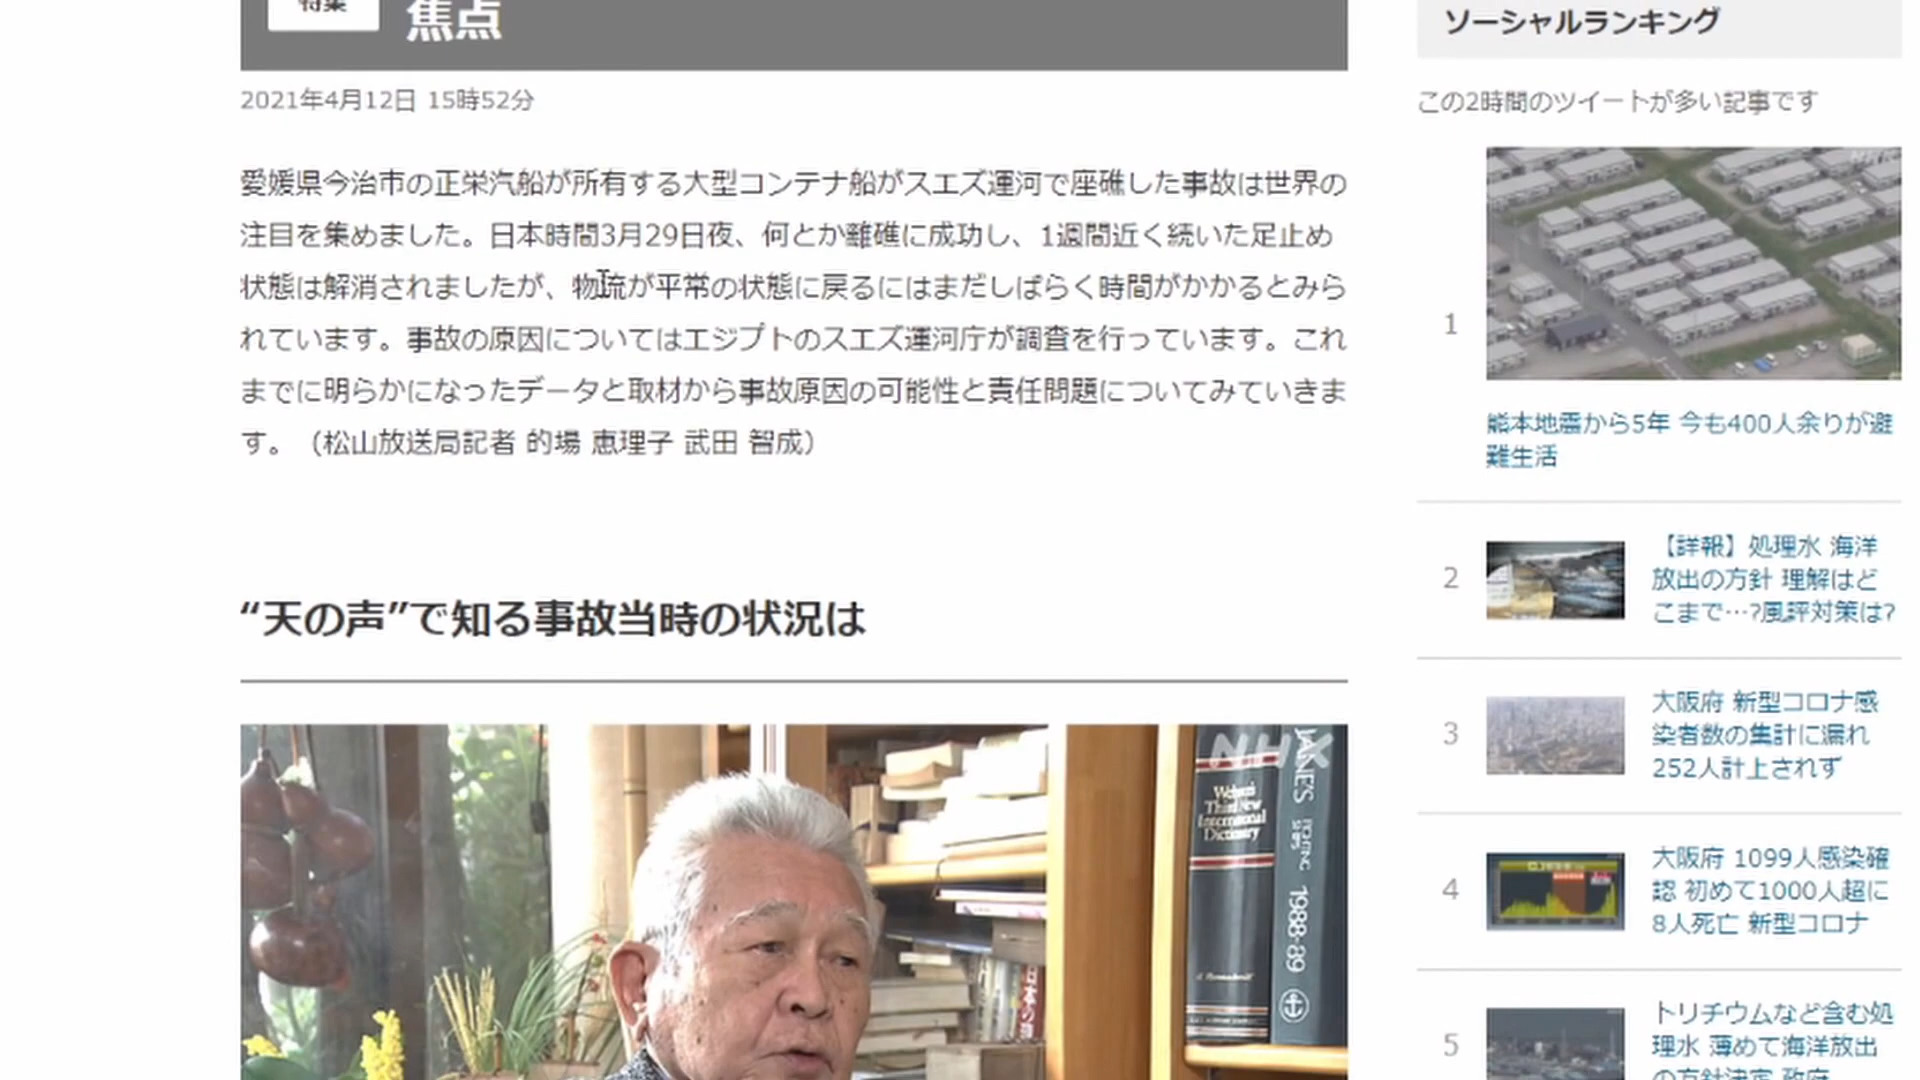 特集
焦点
2021年4月12日 15時52分
愛媛県今治市の正栄汽船が所有する大型コンテナ船がスエズ運河で座礁した事故は世界の
注目を集めました。日本時間3月29日夜、何とか離礁に成功し、1週間近く続いた足止め
状態は解消されましたが、物流が平常の状態に戻るにはまだしばらく時間がかかるとみら
れています。事故の原因についてはエジプトのスエズ運河庁が調査を行っています。これ
までに明らかになったデータと取材から事故原因の可能性と責任問題についてみていきま
す。（松山放送局記者 的場 恵理子 武田 智成）
“天の声”で知る事故当時の状況は
NHK
Third New
International
Dictionary
JANE'S
FIGHTING
SHIPS
1988-89
ソーシャルランキング
この2時間のツイートが多い記事です
1
熊本地震から5年 今も400人余りが避
難生活
2
【詳報】処理水 海洋
放出の方針 理解はど
こまで…?風評対策は?
3
大阪府 新型コロナ感
染者数の集計に漏れ
252人計上されず
4
大阪府 1099人感染確
認 初めて1000人超に
8人死亡 新型コロナ
5
トリチウムなど含む処
理水 薄めて海洋放出
の方針決定 政府